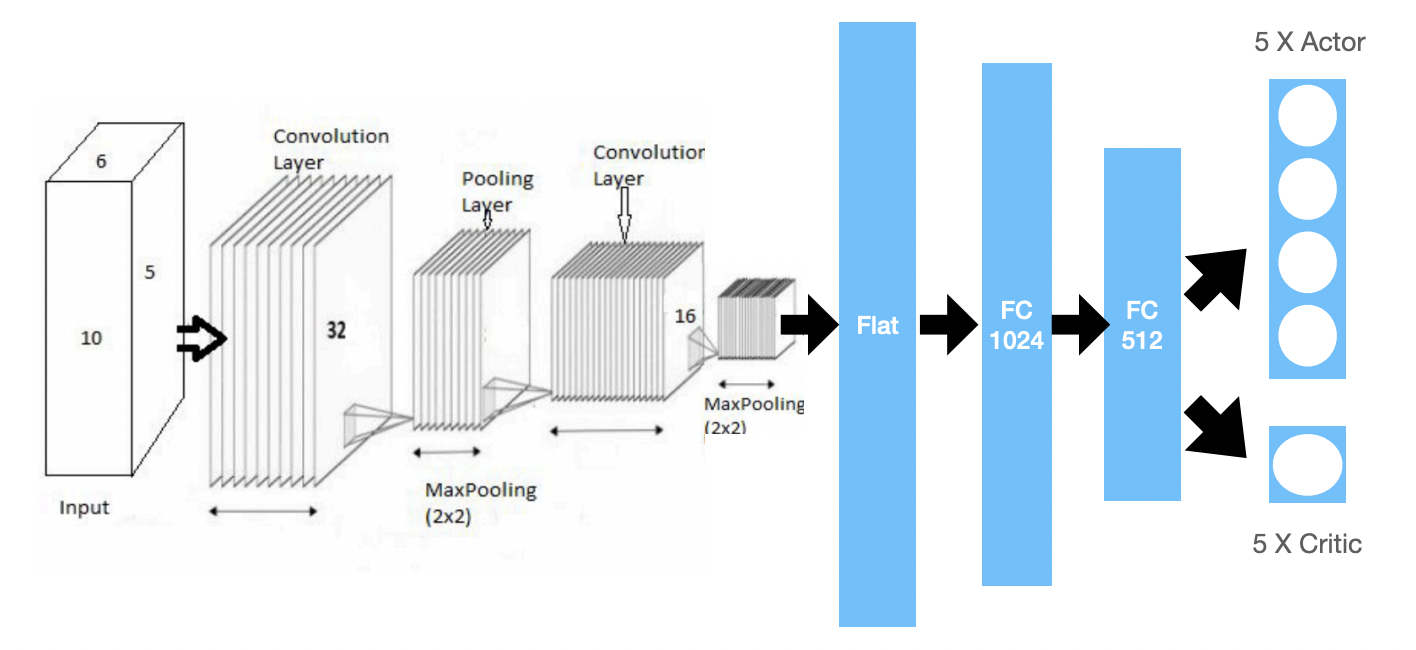 6
5
10
Input
Convolution
Layer
32
Pooling
Layer
MaxPooling
(2x2)
Convolution
Layer
16
MaxPooling
(2x2)
Flat
FC
1024
FC
512
5 X Actor
5 X Critic